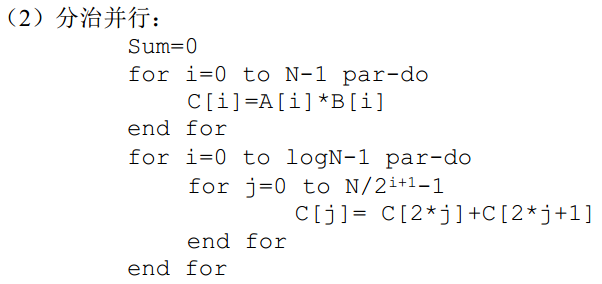 （2）分治并行：
Sum=0
for i=0 to N-1 par-do
C[i]=A[i]*B[i]
end for
for i=0 to logN-1 par-do
for j=0 to N/2ⁱ⁺¹-1
C[j]= C[2*j]+C[2*j+1]
end for
end for